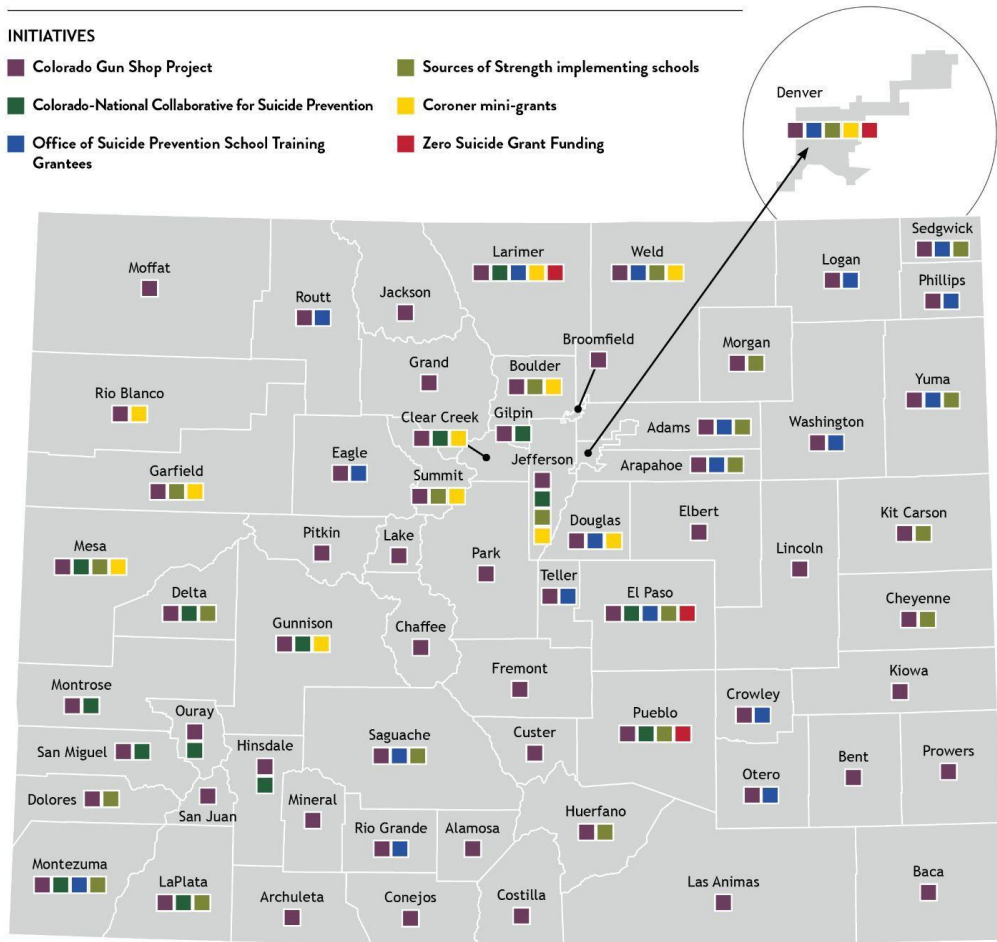 INITIATIVES
Colorado Gun Shop Project
Colorado-National Collaborative for Suicide Prevention
Office of Suicide Prevention School Training
Grantees
Sources of Strength implementing schools
Coroner mini-grants
Zero Suicide Grant Funding
Denver
Sedgwick
Larimer
Weld
Logan
Moffat
Phillips
Routt
Jackson
Broomfield
Morgan
Grand
Boulder
Yuma
Rio Blanco
Clear Creek
Gilpin
Adams
Washington
Eagle
Jefferson
Arapahoe
Garfield
Summit
Kit Carson
Elbert
Douglas
Pitkin
Lake
Mesa
Park
Lincoln
Teller
Delta
El Paso
Cheyenne
Gunnison
Chaffee
Fremont
Kiowa
Montrose
Crowley
Ouray
Pueblo
San Miguel
Hinsdale
Saguache
Custer
Bent
Prowers
Otero
Dolores
San Juan
Mineral
Huerfano
Rio Grande
Alamosa
Montezuma
LaPlata
Las Animas
Baca
Archuleta
Conejos
Costilla